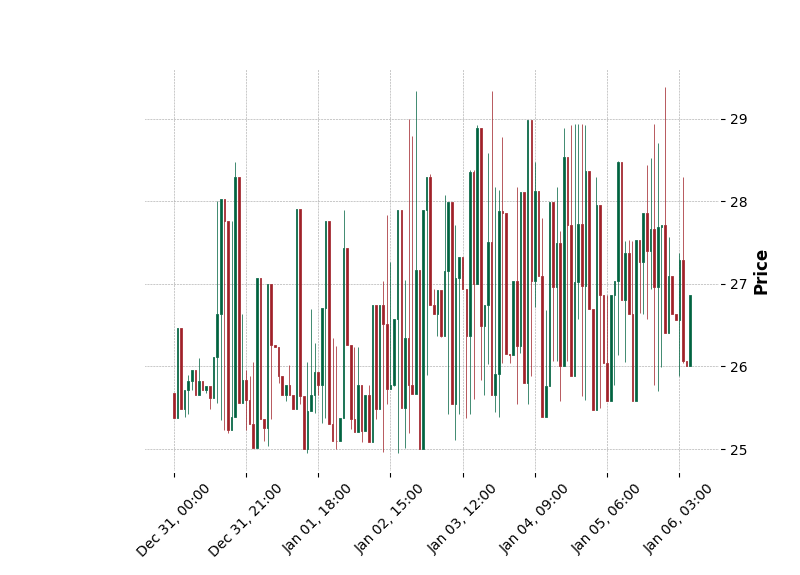 29
28
27
26
25
Price
Dec 31, 00:00
Dec 31, 21:00
Jan 01, 18:00
Jan 02, 15:00
Jan 03, 12:00
Jan 04, 09:00
Jan 05, 06:00
Jan 06, 03:00